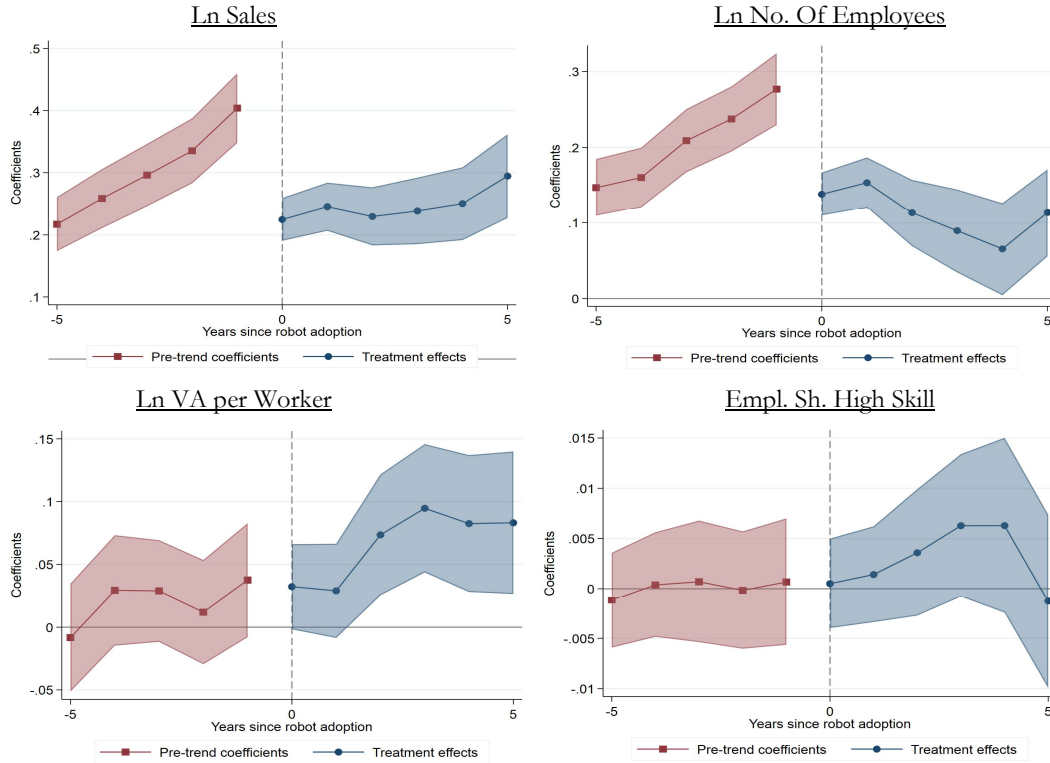 Ln Sales
.5
.4
.3
.2
.1
Coefficients
-5
0
5
Years since robot adoption
Pre-trend coefficients
Treatment effects
Ln No. Of Employees
.3
.2
.1
0
Coefficients
-5
0
5
Years since robot adoption
Pre-trend coefficients
Treatment effects
Ln VA per Worker
.15
.1
.05
0
-.05
Coefficients
-5
0
5
Years since robot adoption
Pre-trend coefficients
Treatment effects
Empl. Sh. High Skill
.015
.01
.005
0
-.005
-.01
Coefficients
-5
0
5
Years since robot adoption
Pre-trend coefficients
Treatment effects